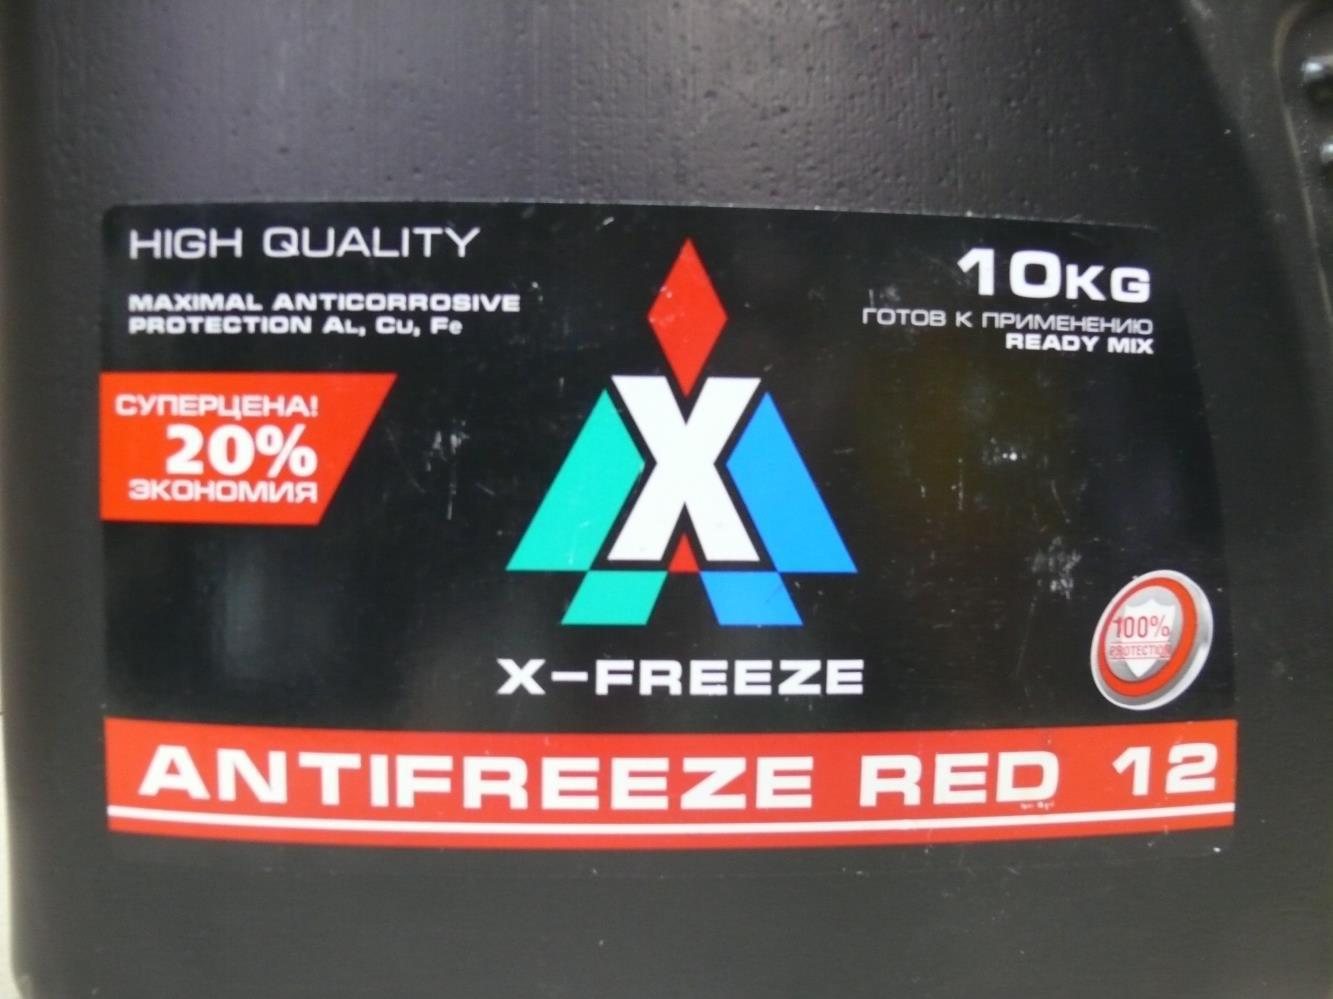 HIGH QUALITY
MAXIMAL ANTICORROSIVE
PROTECTION AL, CU, FE
10KG
ГОТОВ К ПРИМЕНЕНИЮ
READY MIX
СУПЕРЦЕНА!
20%
ЭКОНОМИЯ
X
X-FREEZE
100%
PROTECTION
ANTIFREEZE RED 12